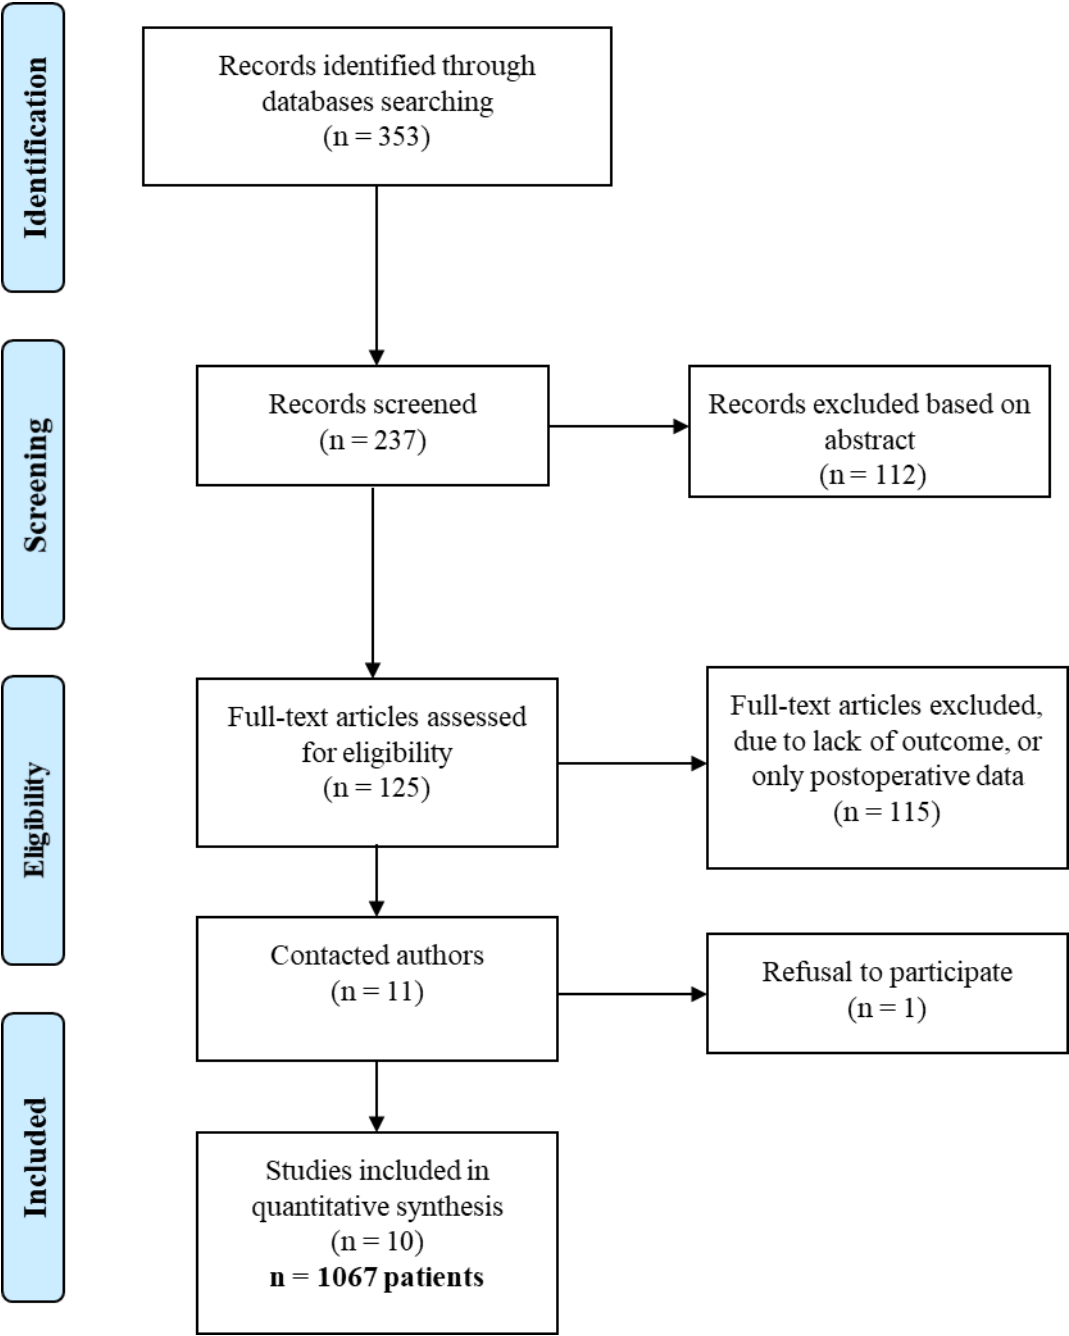 Identification
Records identified through
databases searching
(n = 353)
Screening
Records screened
(n = 237)
Records excluded based on
abstract
(n = 112)
Eligibility
Full-text articles assessed
for eligibility
(n = 125)
Full-text articles excluded,
due to lack of outcome, or
only postoperative data
(n = 115)
Contacted authors
(n = 11)
Refusal to participate
(n = 1)
Included
Studies included in
quantitative synthesis
(n = 10)
n = 1067 patients